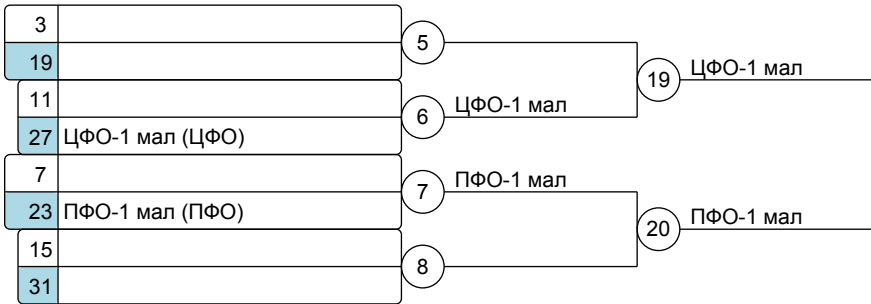 3
5
19
19 ЦФО-1 мал
11
6 ЦФО-1 мал
27 ЦФО-1 мал (ЦФО)
7
7 ПФО-1 мал
23 ПФО-1 мал (ПФО)
20 ПФО-1 мал
15
8
31